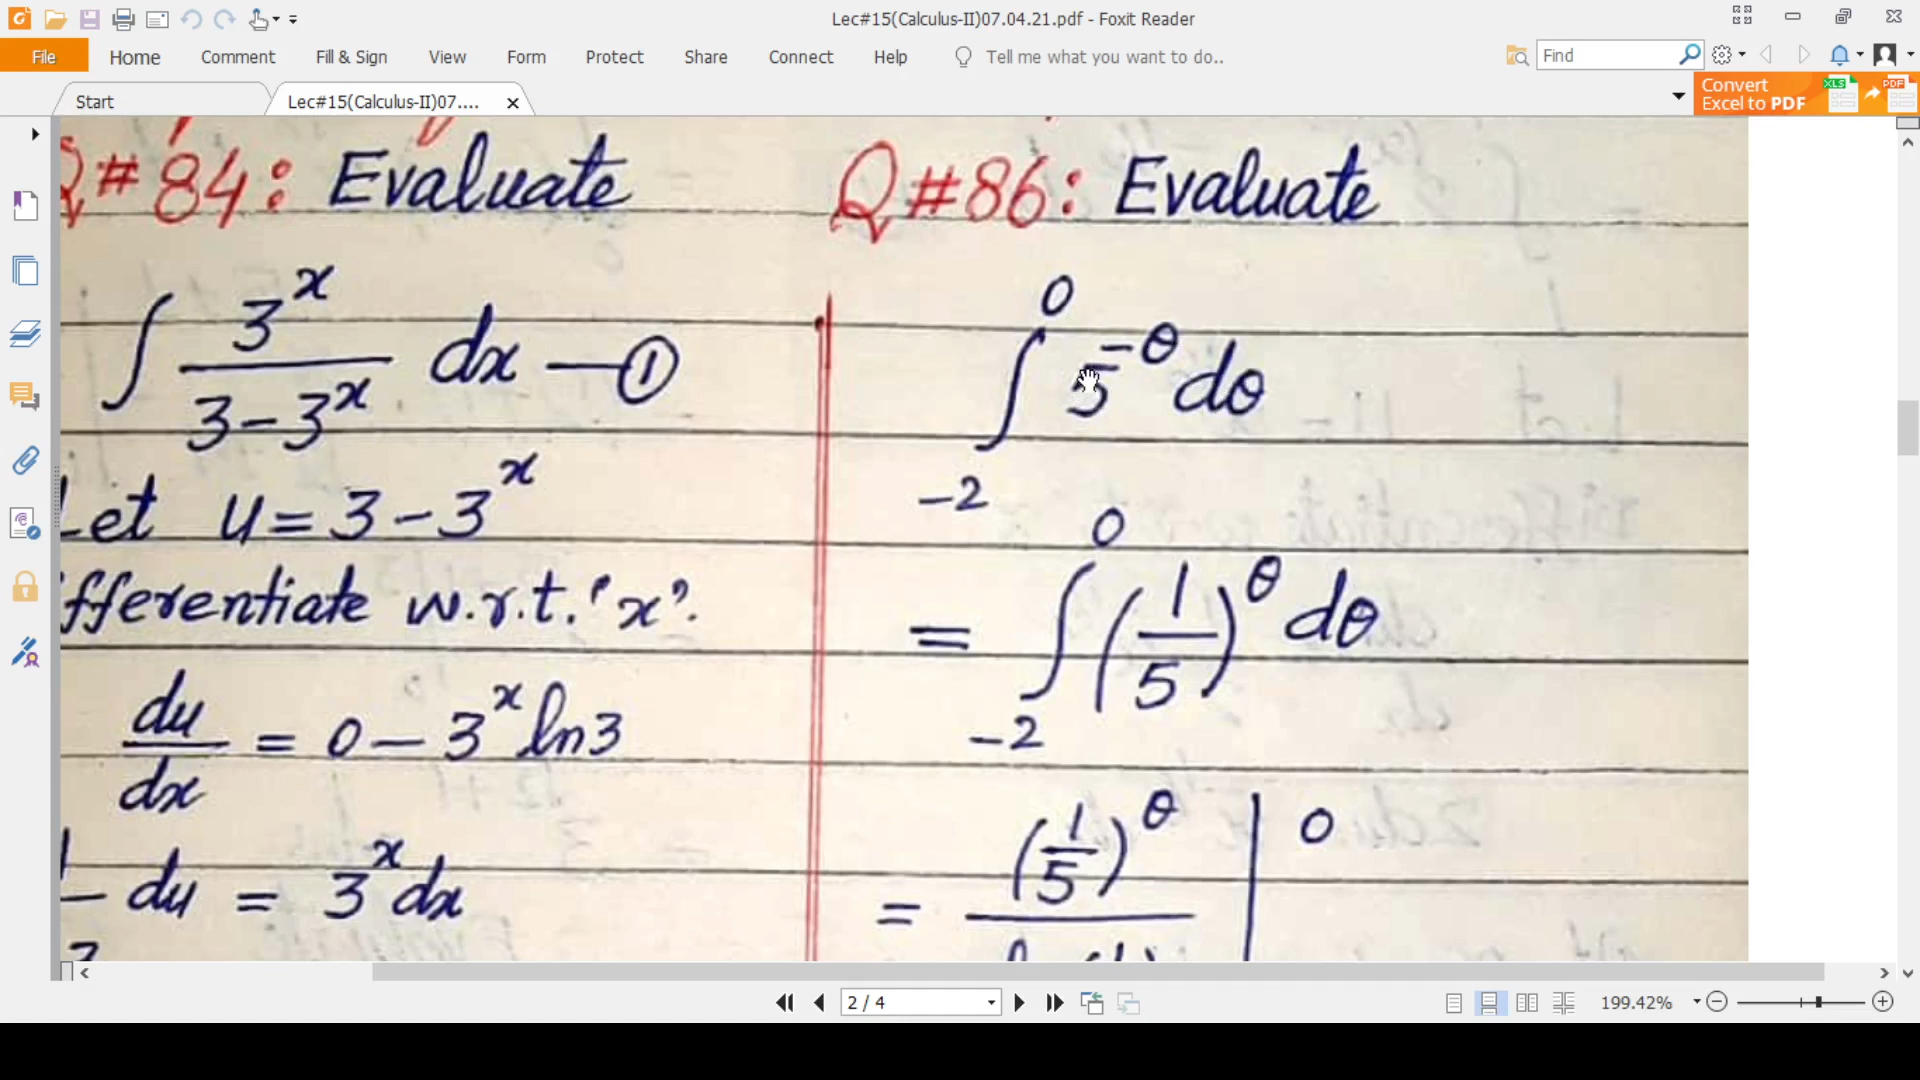 Lec#15(Calculus-II)07.04.21.pdf - Foxit Reader
File Home Comment Fill & Sign View Form Protect Share Connect Help Tell me what you want to do.. Find
Start Lec#15(Calculus-II)07....
Convert
Excel to PDF
XLS PDF
Q#84: Evaluate
∫ 3^x / (3-3^x) dx — ①
Let u = 3 - 3^x
ifferentiate w.r.t. 'x'.
du/dx = 0 - 3^x ln3
du = 3^x dx
Q#86: Evaluate
∫_{-2}^{0} 5^{-θ} dθ
= ∫_{-2}^{0} (1/5)^θ dθ
= (1/5)^θ | 0
2 / 4 199.42%